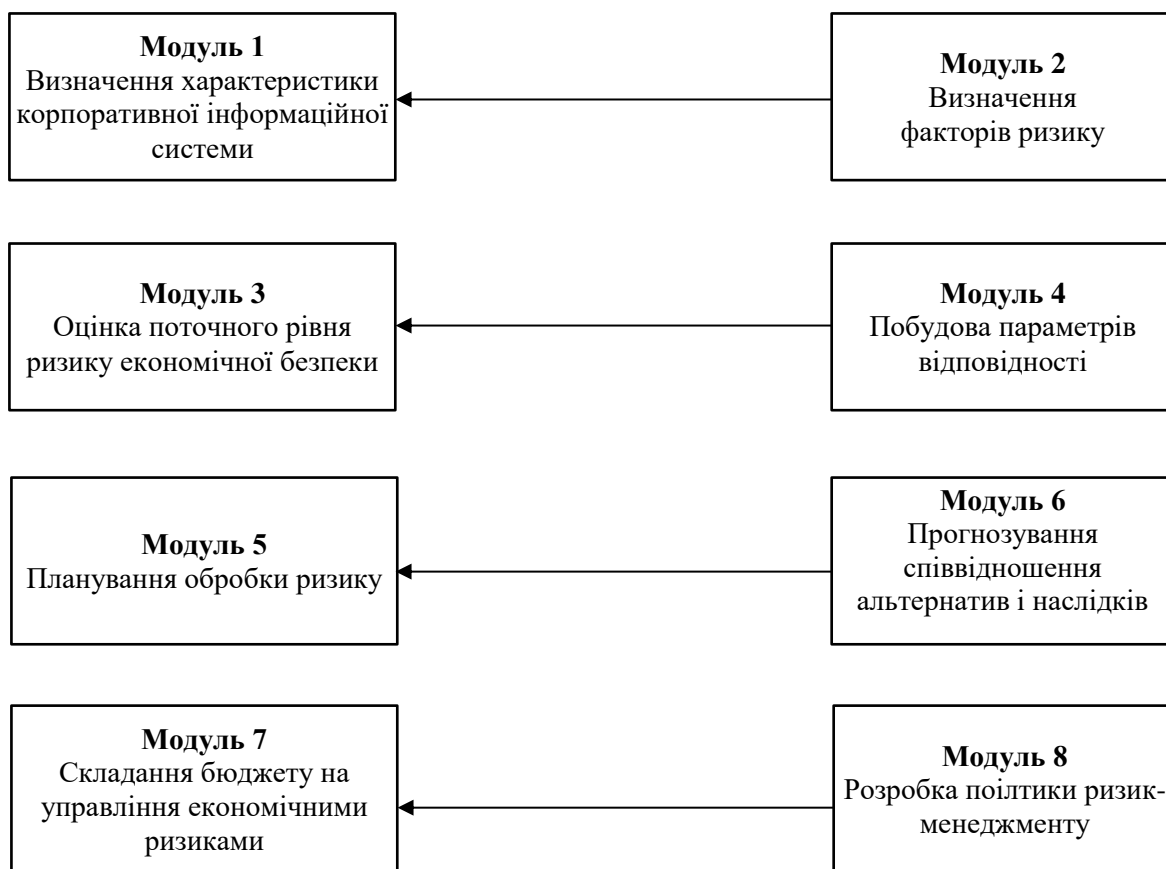 Модуль 1
Визначення характеристики
корпоративної інформаційної
системи
Модуль 2
Визначення
факторів ризику
Модуль 3
Оцінка поточного рівня
ризику економічної безпеки
Модуль 4
Побудова параметрів
відповідності
Модуль 5
Планування обробки ризику
Модуль 6
Прогнозування
співвідношення
альтернатив і наслідків
Модуль 7
Складання бюджету на
управління економічними
ризиками
Модуль 8
Розробка поілтики ризик-
менеджменту